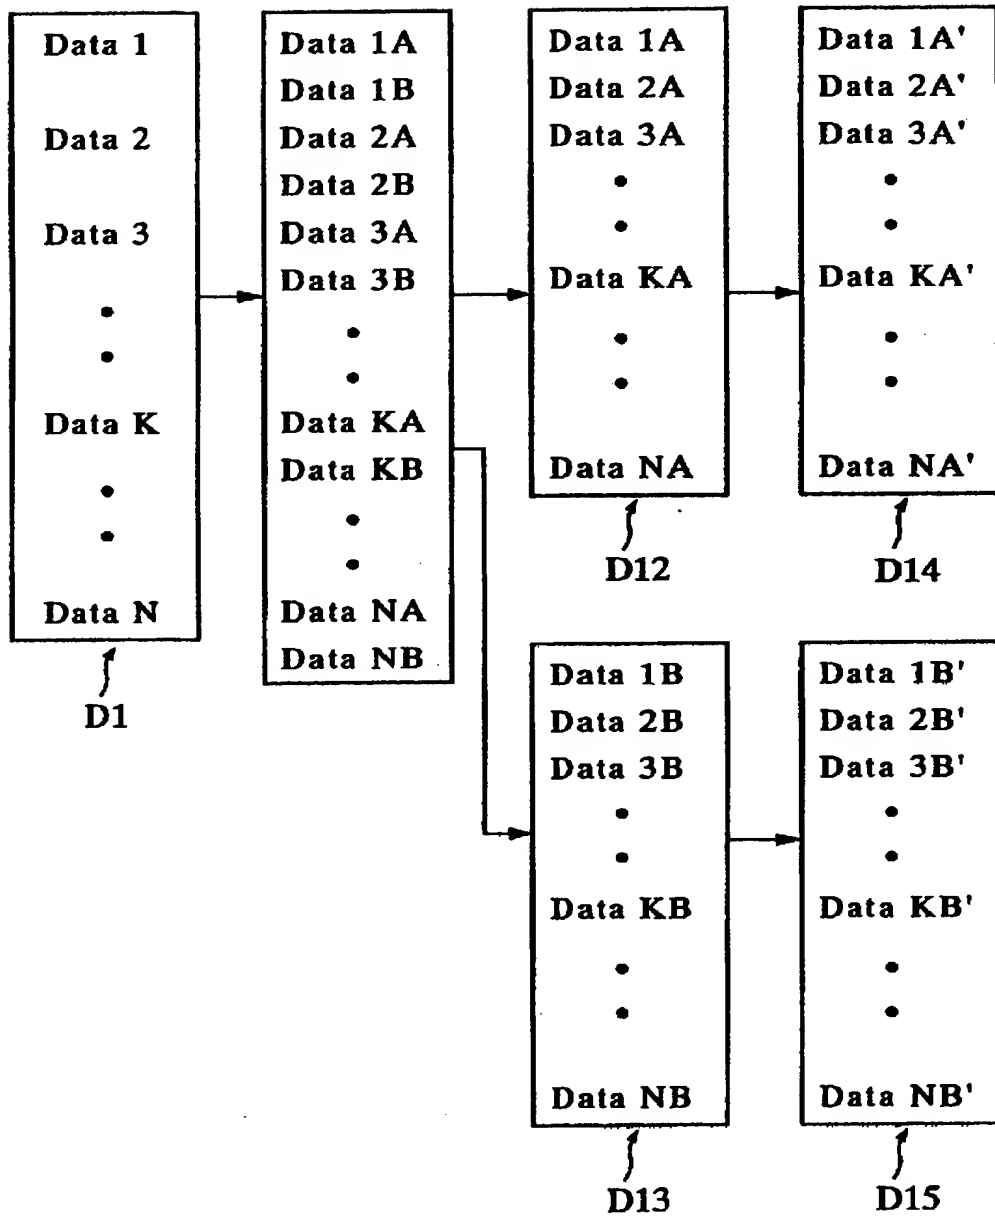 Data 1
Data 2
Data 3
Data K
Data N
D1
Data 1A
Data 1B
Data 2A
Data 2B
Data 3A
Data 3B
Data KA
Data KB
Data NA
Data NB
Data 1A
Data 2A
Data 3A
Data KA
Data NA
D12
Data 1A'
Data 2A'
Data 3A'
Data KA'
Data NA'
D14
Data 1B
Data 2B
Data 3B
Data KB
Data NB
D13
Data 1B'
Data 2B'
Data 3B'
Data KB'
Data NB'
D15